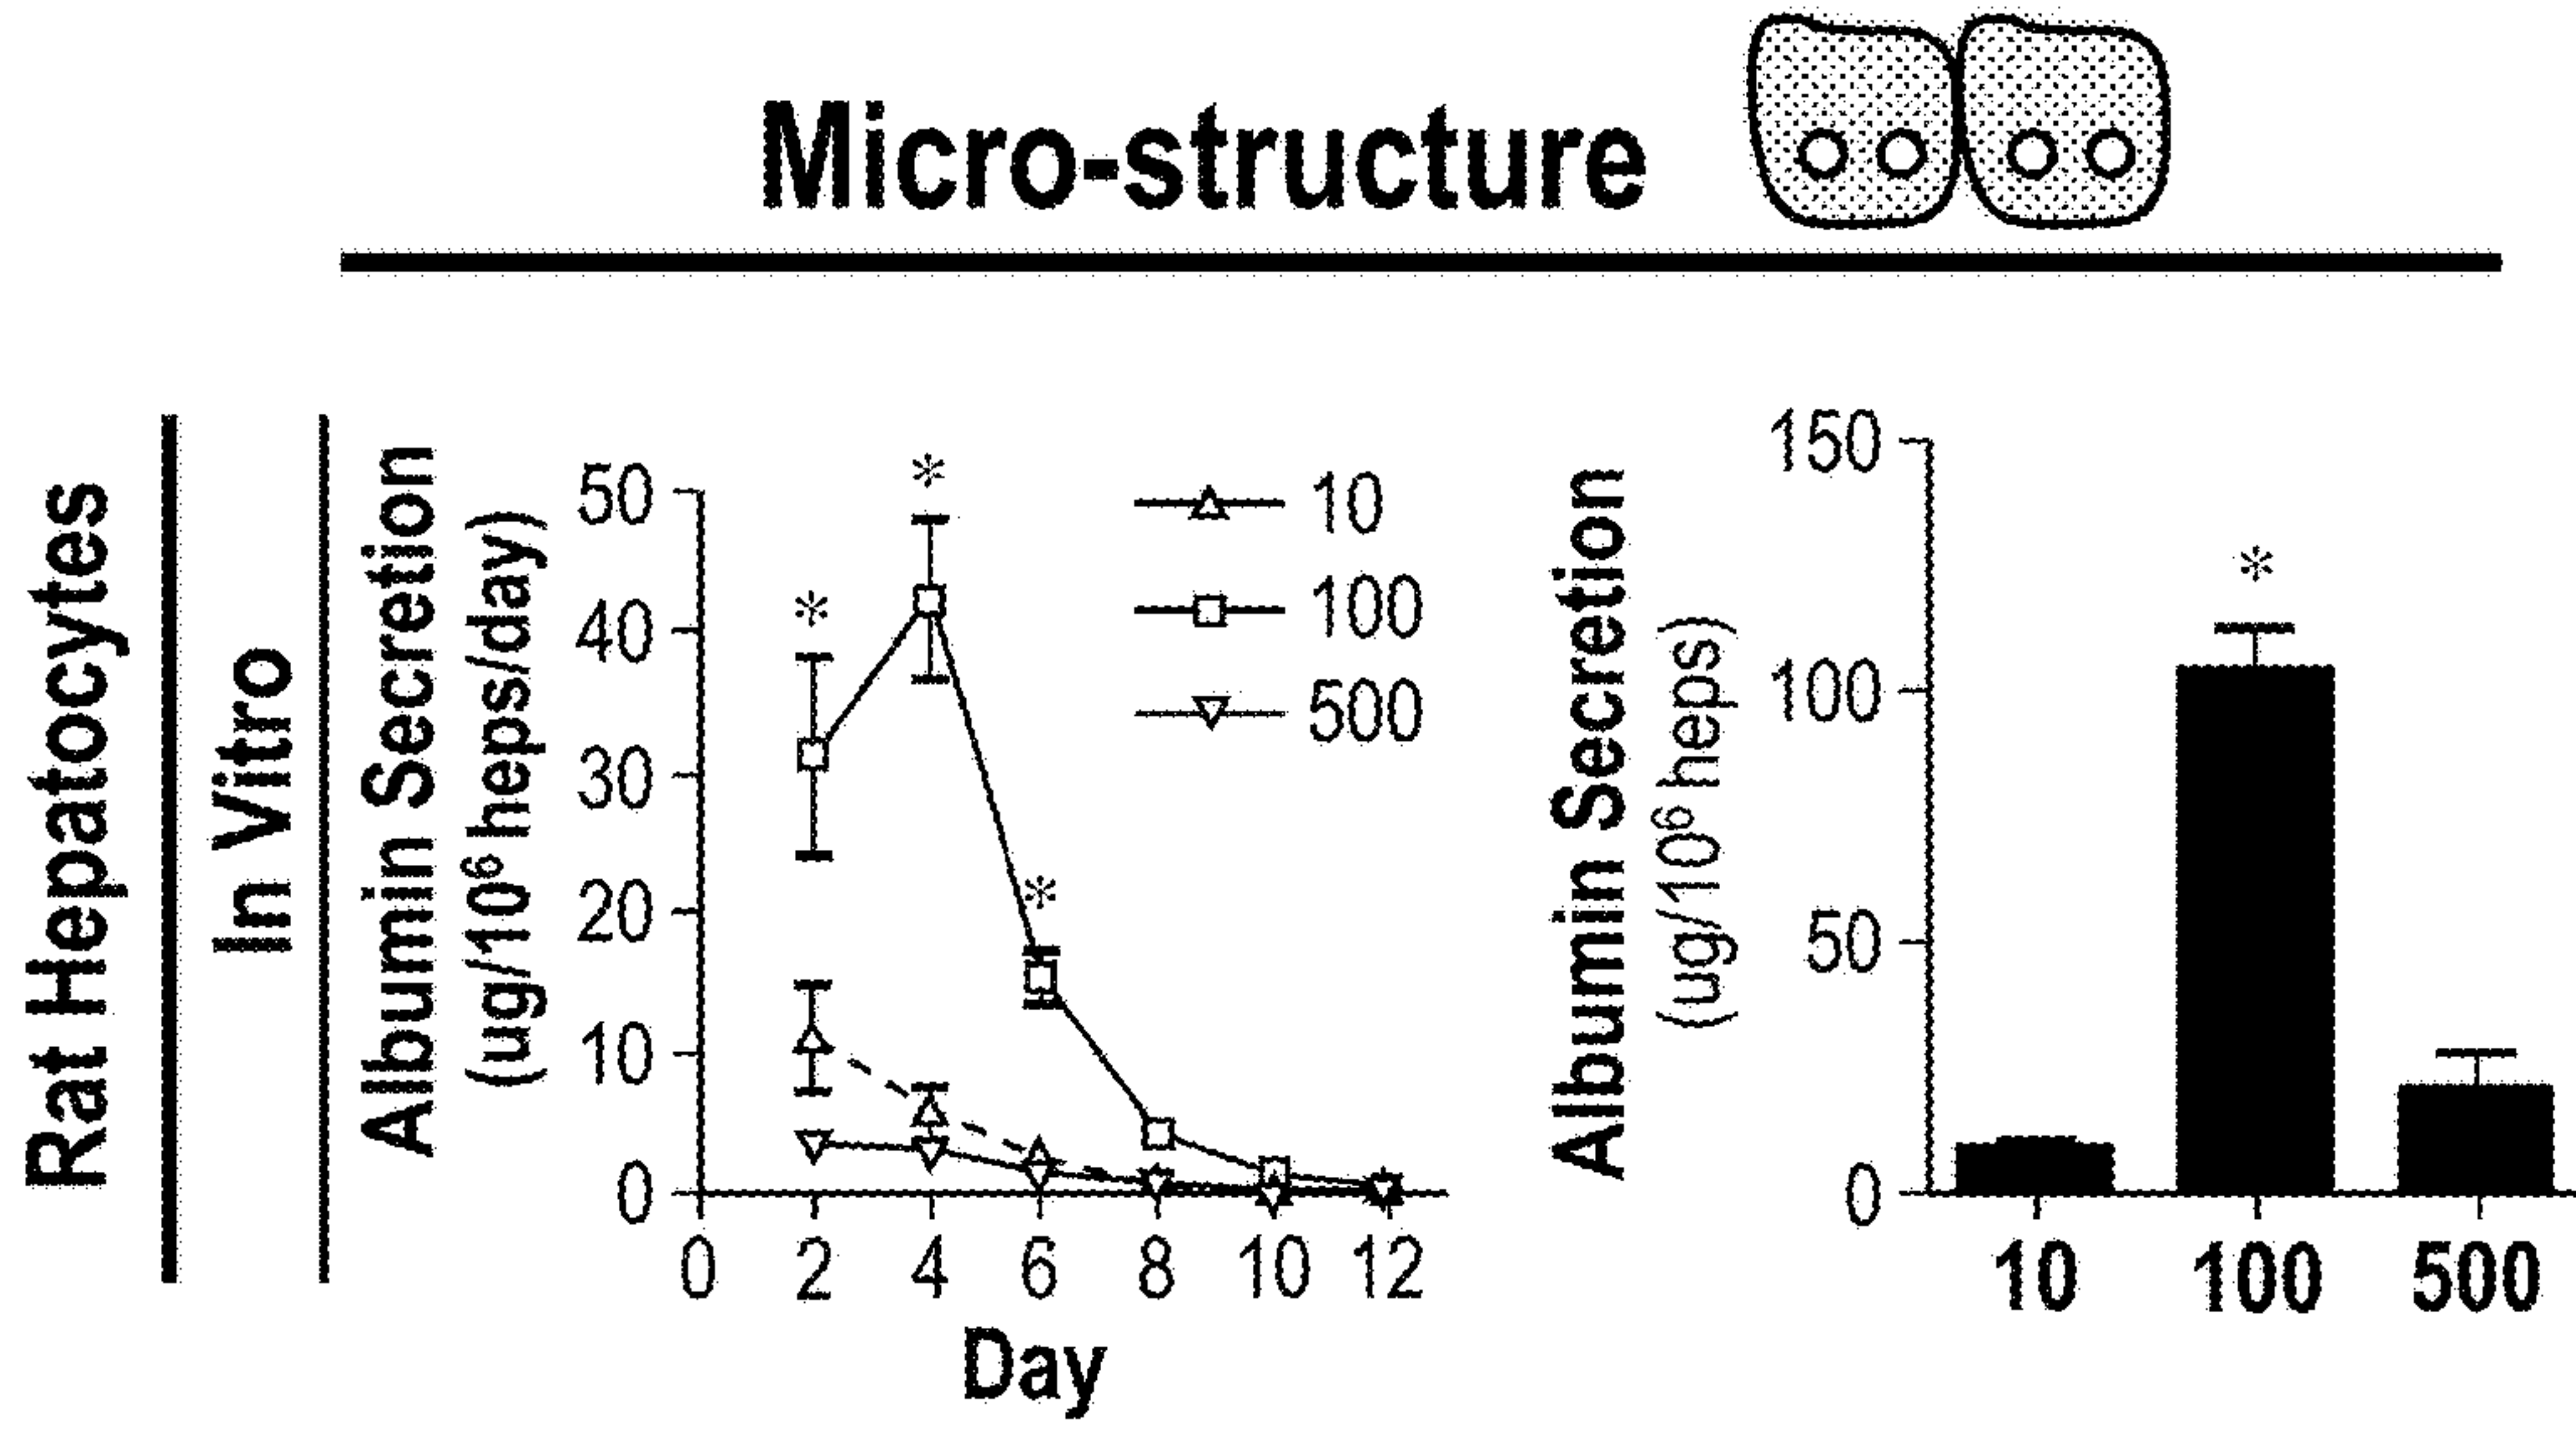 Micro-structure
Rat Hepatocytes
In Vitro
Albumin Secretion
(ug/10⁶ heps/day)
50
40
30
20
10
0
*
*
*
10
100
500
0 2 4 6 8 10 12
Day
Albumin Secretion
(ug/10⁶ heps)
150
100
50
0
*
10 100 500